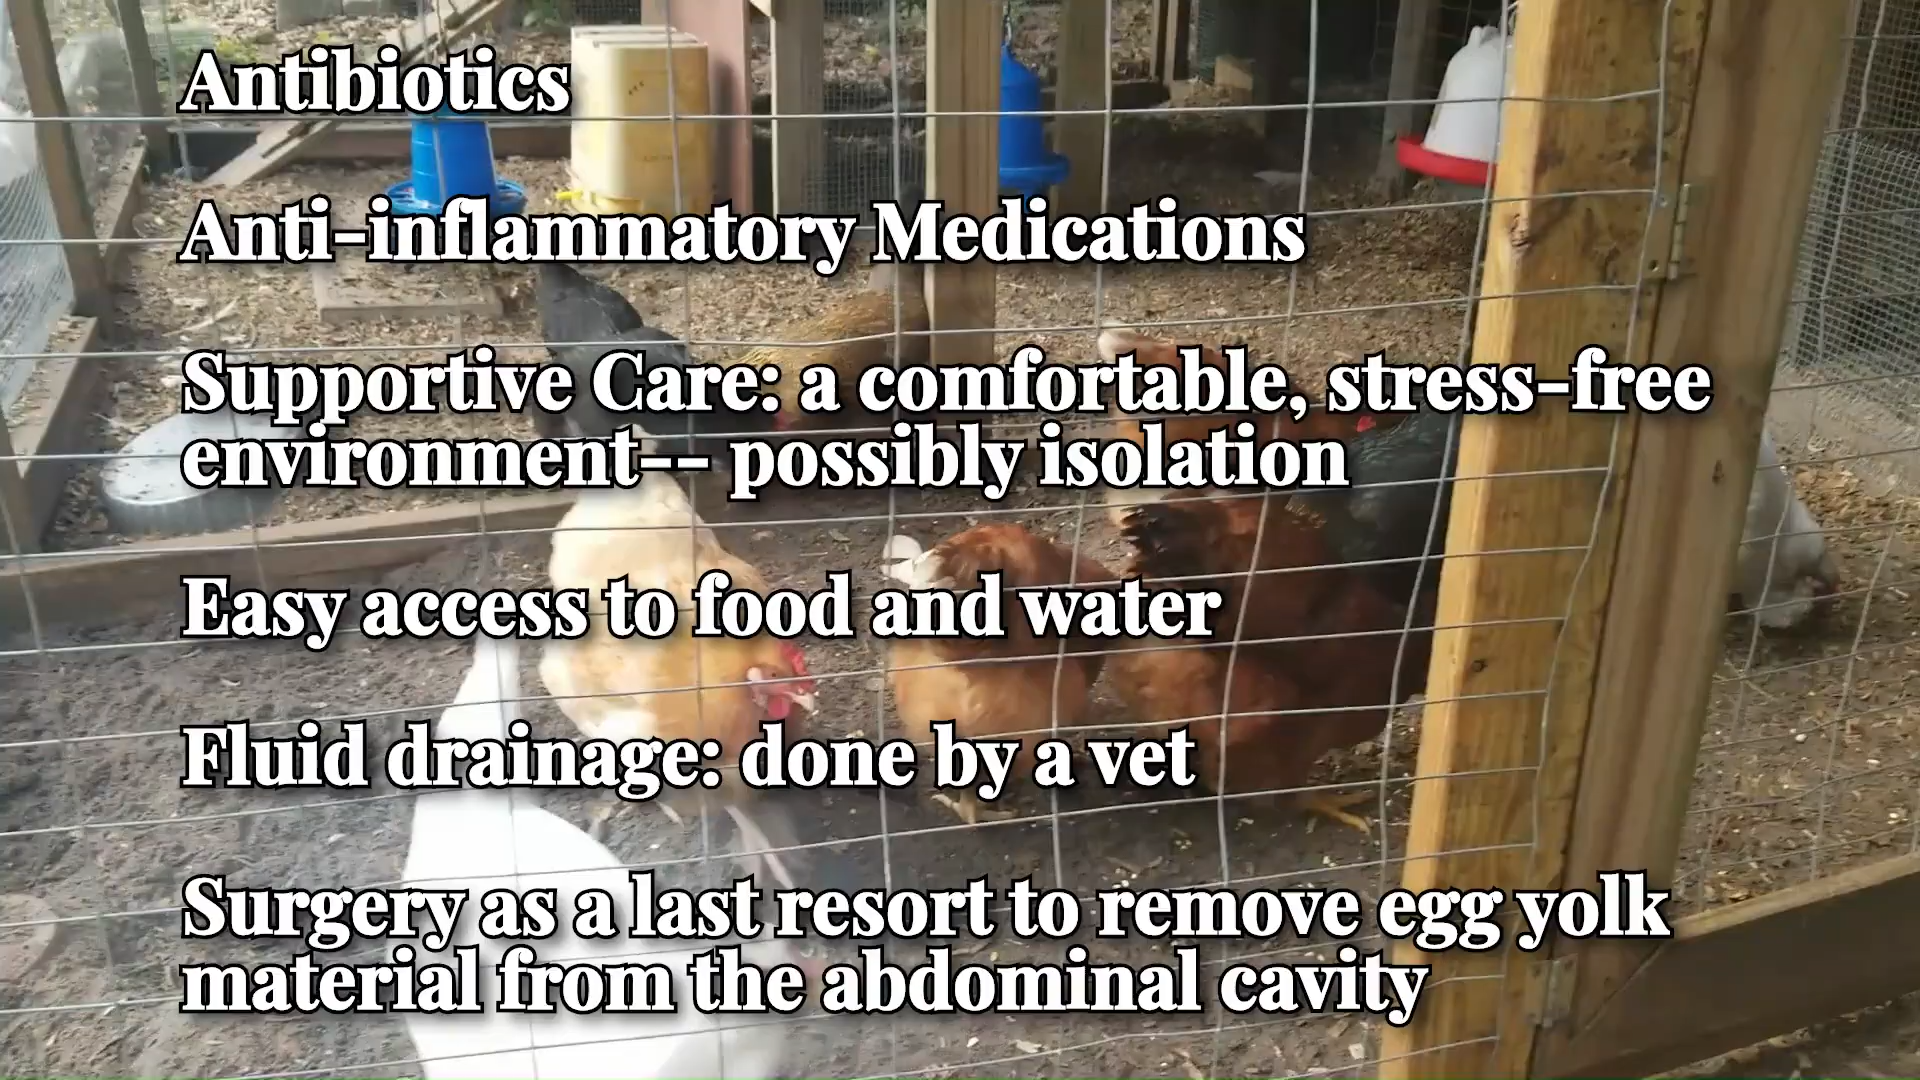 Antibiotics
Anti-inflammatory Medications
Supportive Care: a comfortable, stress-free
environment-- possibly isolation
Easy access to food and water
Fluid drainage: done by a vet
Surgery as a last resort to remove egg yolk
material from the abdominal cavity